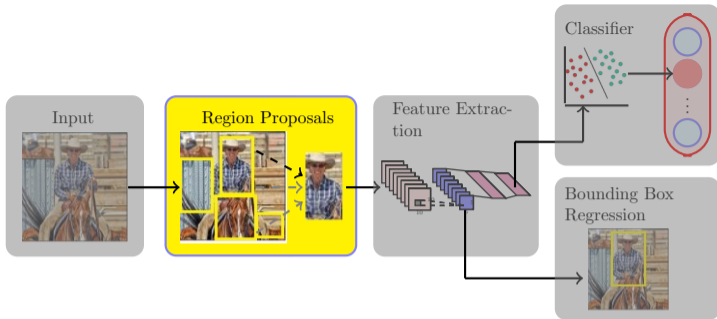 Input
Region Proposals
Feature Extrac-
tion
Classifier
Bounding Box
Regression